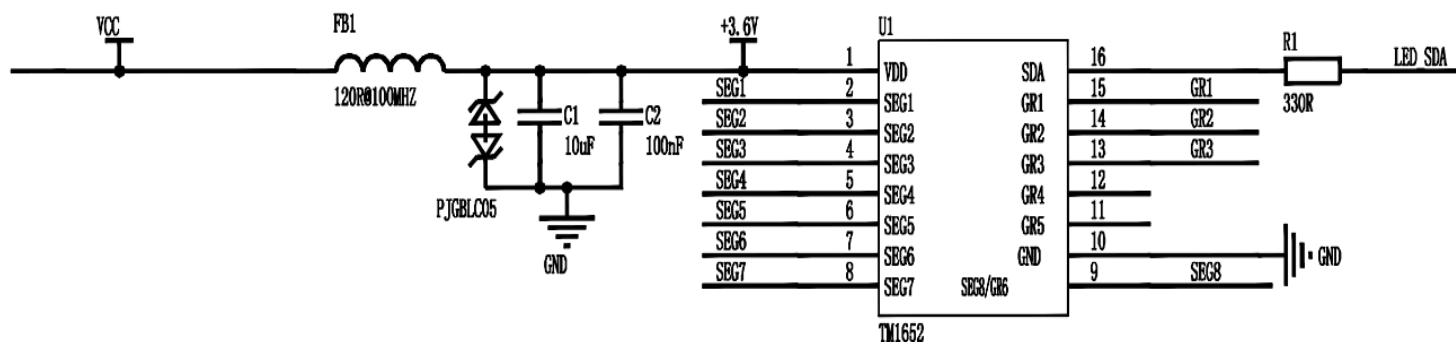 VCC
FB1
120R@100MHZ
PJGBLC05
C1
10uF
C2
100nF
GND
+3.6V
U1
1
VDD
SDA
16
R1
330R
LED_SDA
SEG1
2
SEG1
GR1
15
GR1
SEG2
3
SEG2
GR2
14
GR2
SEG3
4
SEG3
GR3
13
GR3
SEG4
5
SEG4
GR4
12
SEG5
6
SEG5
GR5
11
SEG6
7
SEG6
GND
10
GND
SEG7
8
SEG7
SEG8/GR6
9
SEG8
TM1652